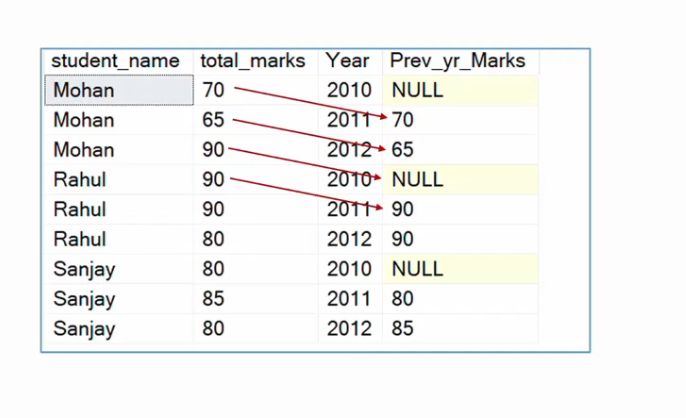 student_name total_marks Year Prev_yr_Marks
Mohan 70 2010 NULL
Mohan 65 2011 70
Mohan 90 2012 65
Rahul 90 2010 NULL
Rahul 90 2011 90
Rahul 80 2012 90
Sanjay 80 2010 NULL
Sanjay 85 2011 80
Sanjay 80 2012 85